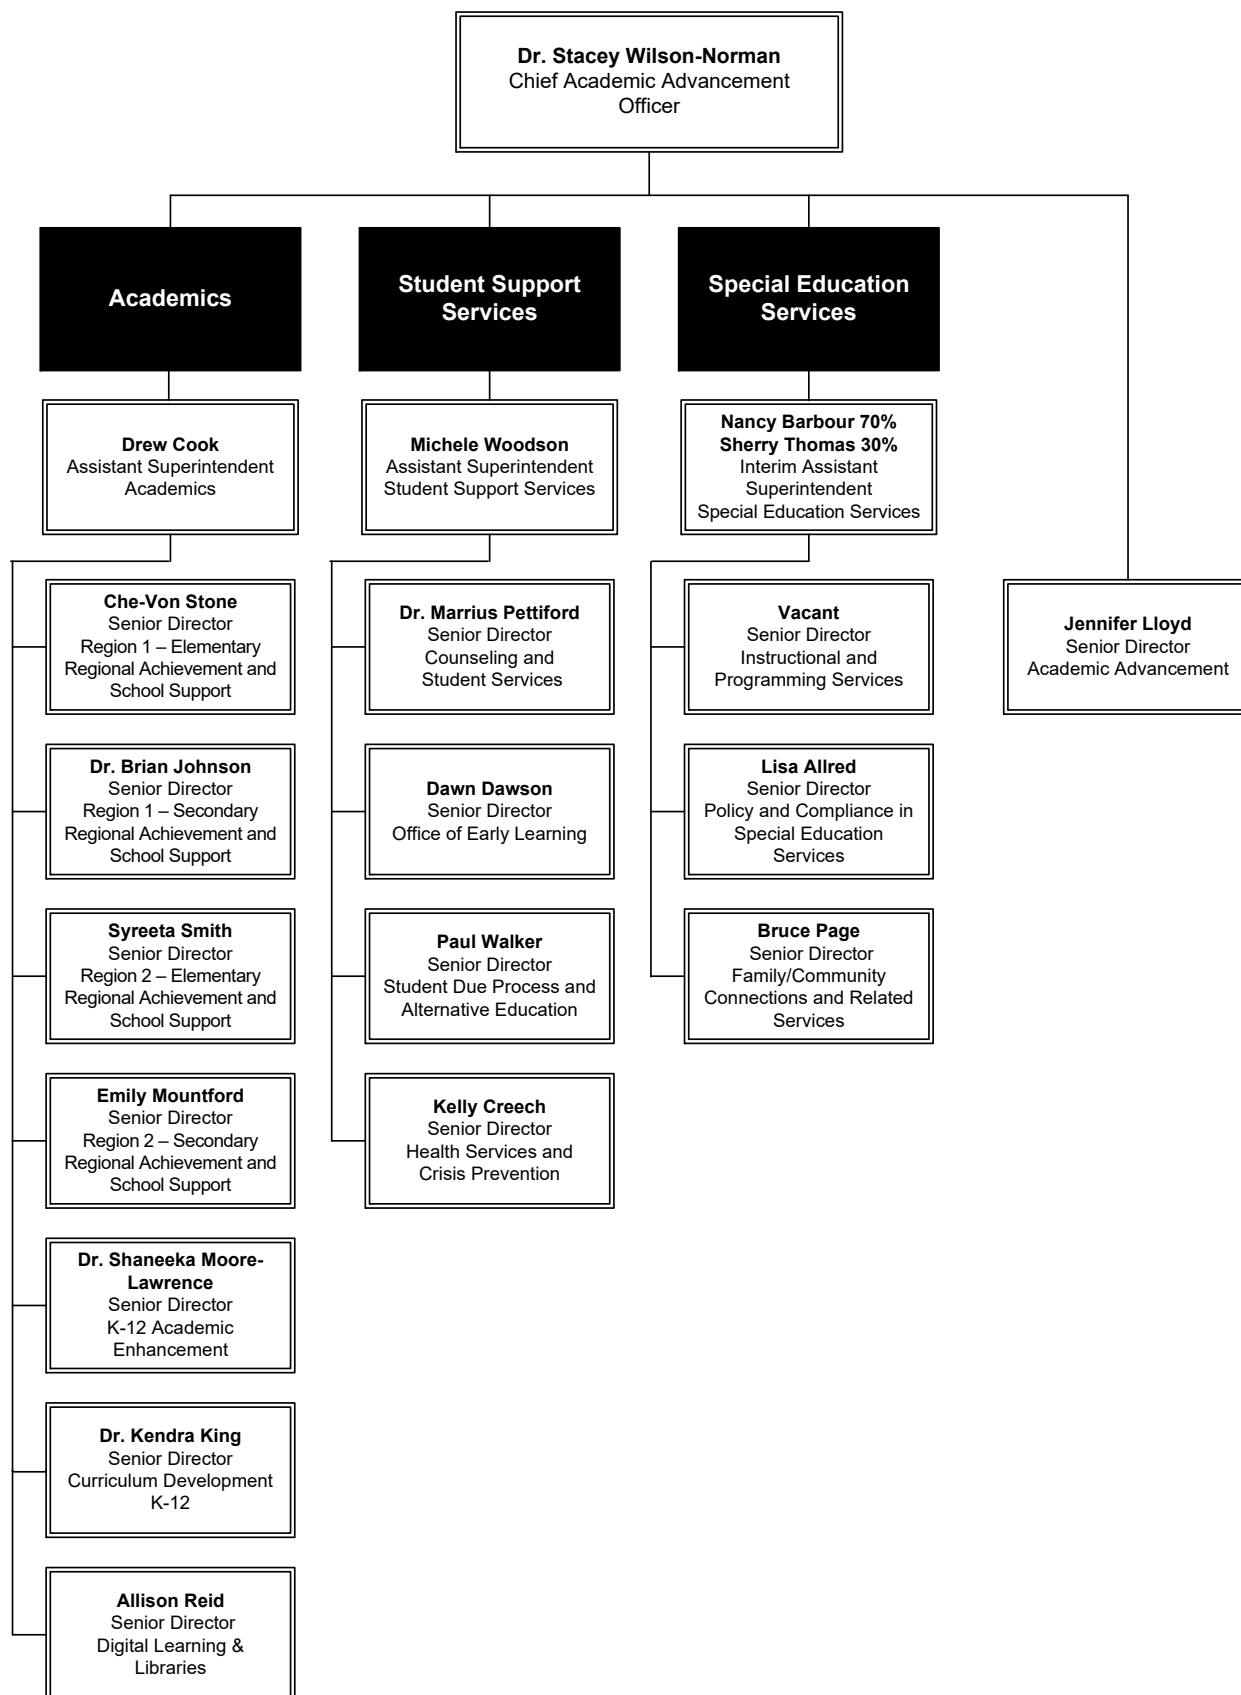 Dr. Stacey Wilson-Norman
Chief Academic Advancement
Officer
Academics
Student Support
Services
Special Education
Services
Drew Cook
Assistant Superintendent
Academics
Michele Woodson
Assistant Superintendent
Student Support Services
Nancy Barbour 70%
Sherry Thomas 30%
Interim Assistant
Superintendent
Special Education Services
Che-Von Stone
Senior Director
Region 1 – Elementary
Regional Achievement and
School Support
Dr. Marrius Pettiford
Senior Director
Counseling and
Student Services
Vacant
Senior Director
Instructional and
Programming Services
Jennifer Lloyd
Senior Director
Academic Advancement
Dr. Brian Johnson
Senior Director
Region 1 – Secondary
Regional Achievement and
School Support
Dawn Dawson
Senior Director
Office of Early Learning
Lisa Allred
Senior Director
Policy and Compliance in
Special Education
Services
Syreeta Smith
Senior Director
Region 2 – Elementary
Regional Achievement and
School Support
Paul Walker
Senior Director
Student Due Process and
Alternative Education
Bruce Page
Senior Director
Family/Community
Connections and Related
Services
Emily Mountford
Senior Director
Region 2 – Secondary
Regional Achievement and
School Support
Kelly Creech
Senior Director
Health Services and
Crisis Prevention
Dr. Shaneeka Moore-
Lawrence
Senior Director
K-12 Academic
Enhancement
Dr. Kendra King
Senior Director
Curriculum Development
K-12
Allison Reid
Senior Director
Digital Learning &
Libraries